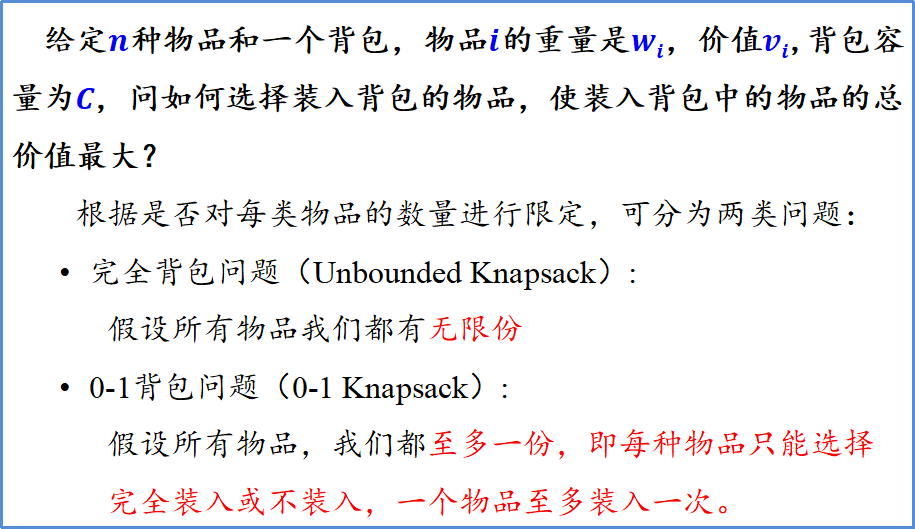 给定n种物品和一个背包，物品i的重量是wᵢ，价值vᵢ,背包容
量为C，问如何选择装入背包的物品，使装入背包中的物品的总
价值最大？
根据是否对每类物品的数量进行限定，可分为两类问题：
• 完全背包问题（Unbounded Knapsack）:
假设所有物品我们都有无限份
• 0-1背包问题（0-1 Knapsack）:
假设所有物品，我们都至多一份，即每种物品只能选择
完全装入或不装入，一个物品至多装入一次。